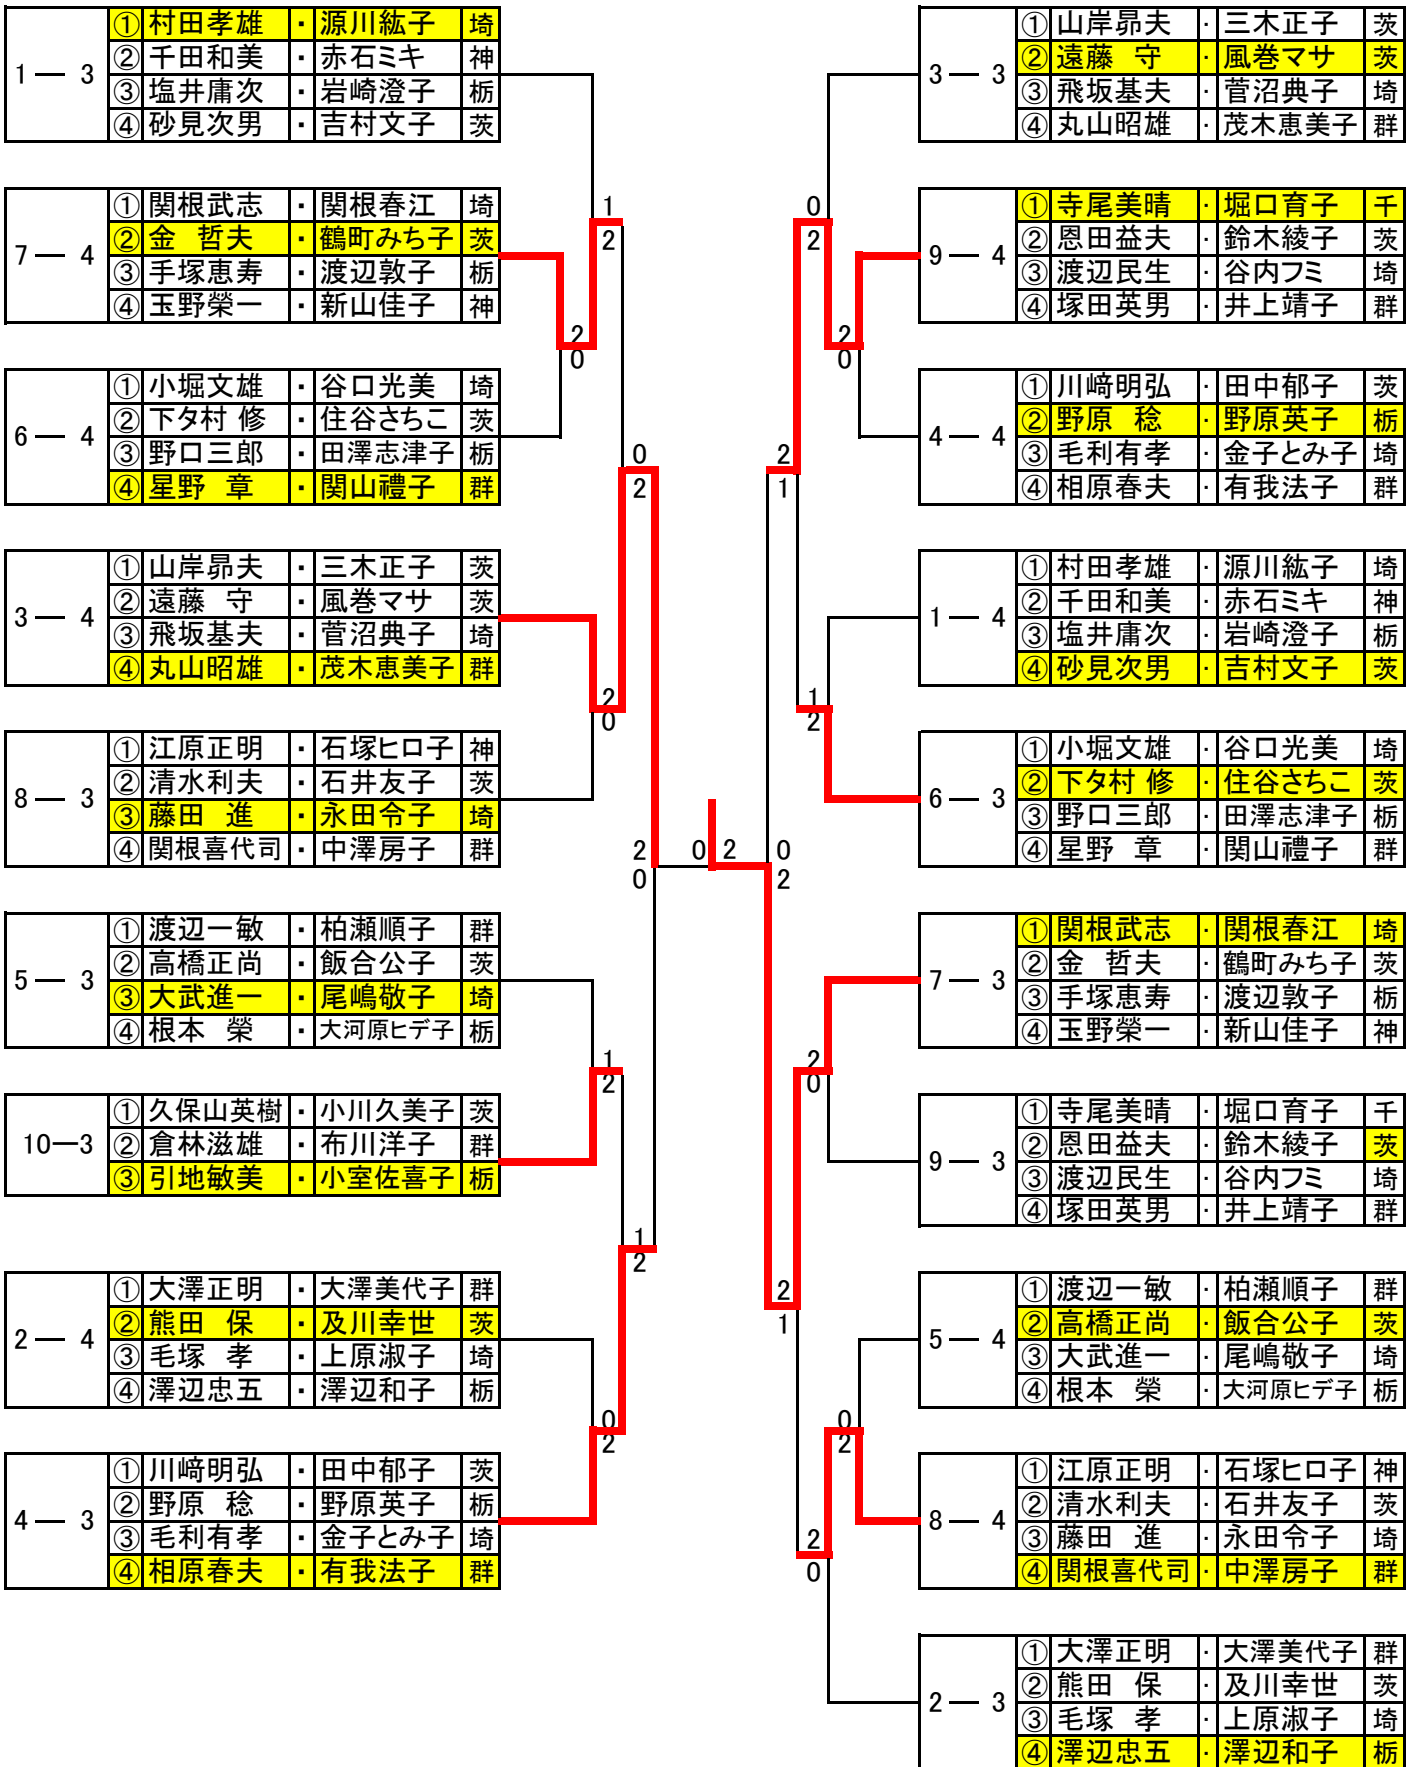 1 — 3
① 村田孝雄 ・ 源川紘子 埼
② 千田和美 ・ 赤石ミキ 神
③ 塩井庸次 ・ 岩崎澄子 栃
④ 砂見次男 ・ 吉村文子 茨
7 — 4
① 関根武志 ・ 関根春江 埼
② 金 哲夫 ・ 鶴町みち子 茨
③ 手塚恵寿 ・ 渡辺敦子 栃
④ 玉野榮一 ・ 新山佳子 神
6 — 4
① 小堀文雄 ・ 谷口光美 埼
② 下タ村 修 ・ 住谷さちこ 茨
③ 野口三郎 ・ 田澤志津子 栃
④ 星野 章 ・ 関山禮子 群
3 — 4
① 山岸昴夫 ・ 三木正子 茨
② 遠藤 守 ・ 風巻マサ 茨
③ 飛坂基夫 ・ 菅沼典子 埼
④ 丸山昭雄 ・ 茂木恵美子 群
8 — 3
① 江原正明 ・ 石塚ヒロ子 神
② 清水利夫 ・ 石井友子 茨
③ 藤田 進 ・ 永田令子 埼
④ 関根喜代司 ・ 中澤房子 群
5 — 3
① 渡辺一敏 ・ 柏瀬順子 群
② 高橋正尚 ・ 飯合公子 茨
③ 大武進一 ・ 尾嶋敬子 埼
④ 根本 榮 ・ 大河原ヒデ子 栃
10—3
① 久保山英樹 ・ 小川久美子 茨
② 倉林滋雄 ・ 布川洋子 群
③ 引地敏美 ・ 小室佐喜子 栃
2 — 4
① 大澤正明 ・ 大澤美代子 群
② 熊田 保 ・ 及川幸世 茨
③ 毛塚 孝 ・ 上原淑子 埼
④ 澤辺忠五 ・ 澤辺和子 栃
4 — 3
① 川﨑明弘 ・ 田中郁子 茨
② 野原 稔 ・ 野原英子 栃
③ 毛利有孝 ・ 金子とみ子 埼
④ 相原春夫 ・ 有我法子 群
1
2
2
0
0
2
2
0
2
0
1
2
1
2
0
2
0 2
0
2
2
0
2
1
1
2
0
2
2
0
2
1
0
2
2
0
3 — 3
① 山岸昴夫 ・ 三木正子 茨
② 遠藤 守 ・ 風巻マサ 茨
③ 飛坂基夫 ・ 菅沼典子 埼
④ 丸山昭雄 ・ 茂木恵美子 群
9 — 4
① 寺尾美晴 ・ 堀口育子 千
② 恩田益夫 ・ 鈴木綾子 茨
③ 渡辺民生 ・ 谷内フミ 埼
④ 塚田英男 ・ 井上靖子 群
4 — 4
① 川﨑明弘 ・ 田中郁子 茨
② 野原 稔 ・ 野原英子 栃
③ 毛利有孝 ・ 金子とみ子 埼
④ 相原春夫 ・ 有我法子 群
1 — 4
① 村田孝雄 ・ 源川紘子 埼
② 千田和美 ・ 赤石ミキ 神
③ 塩井庸次 ・ 岩崎澄子 栃
④ 砂見次男 ・ 吉村文子 茨
6 — 3
① 小堀文雄 ・ 谷口光美 埼
② 下タ村 修 ・ 住谷さちこ 茨
③ 野口三郎 ・ 田澤志津子 栃
④ 星野 章 ・ 関山禮子 群
7 — 3
① 関根武志 ・ 関根春江 埼
② 金 哲夫 ・ 鶴町みち子 茨
③ 手塚恵寿 ・ 渡辺敦子 栃
④ 玉野榮一 ・ 新山佳子 神
9 — 3
① 寺尾美晴 ・ 堀口育子 千
② 恩田益夫 ・ 鈴木綾子 茨
③ 渡辺民生 ・ 谷内フミ 埼
④ 塚田英男 ・ 井上靖子 群
5 — 4
① 渡辺一敏 ・ 柏瀬順子 群
② 高橋正尚 ・ 飯合公子 茨
③ 大武進一 ・ 尾嶋敬子 埼
④ 根本 榮 ・ 大河原ヒデ子 栃
8 — 4
① 江原正明 ・ 石塚ヒロ子 神
② 清水利夫 ・ 石井友子 茨
③ 藤田 進 ・ 永田令子 埼
④ 関根喜代司 ・ 中澤房子 群
2 — 3
① 大澤正明 ・ 大澤美代子 群
② 熊田 保 ・ 及川幸世 茨
③ 毛塚 孝 ・ 上原淑子 埼
④ 澤辺忠五 ・ 澤辺和子 栃